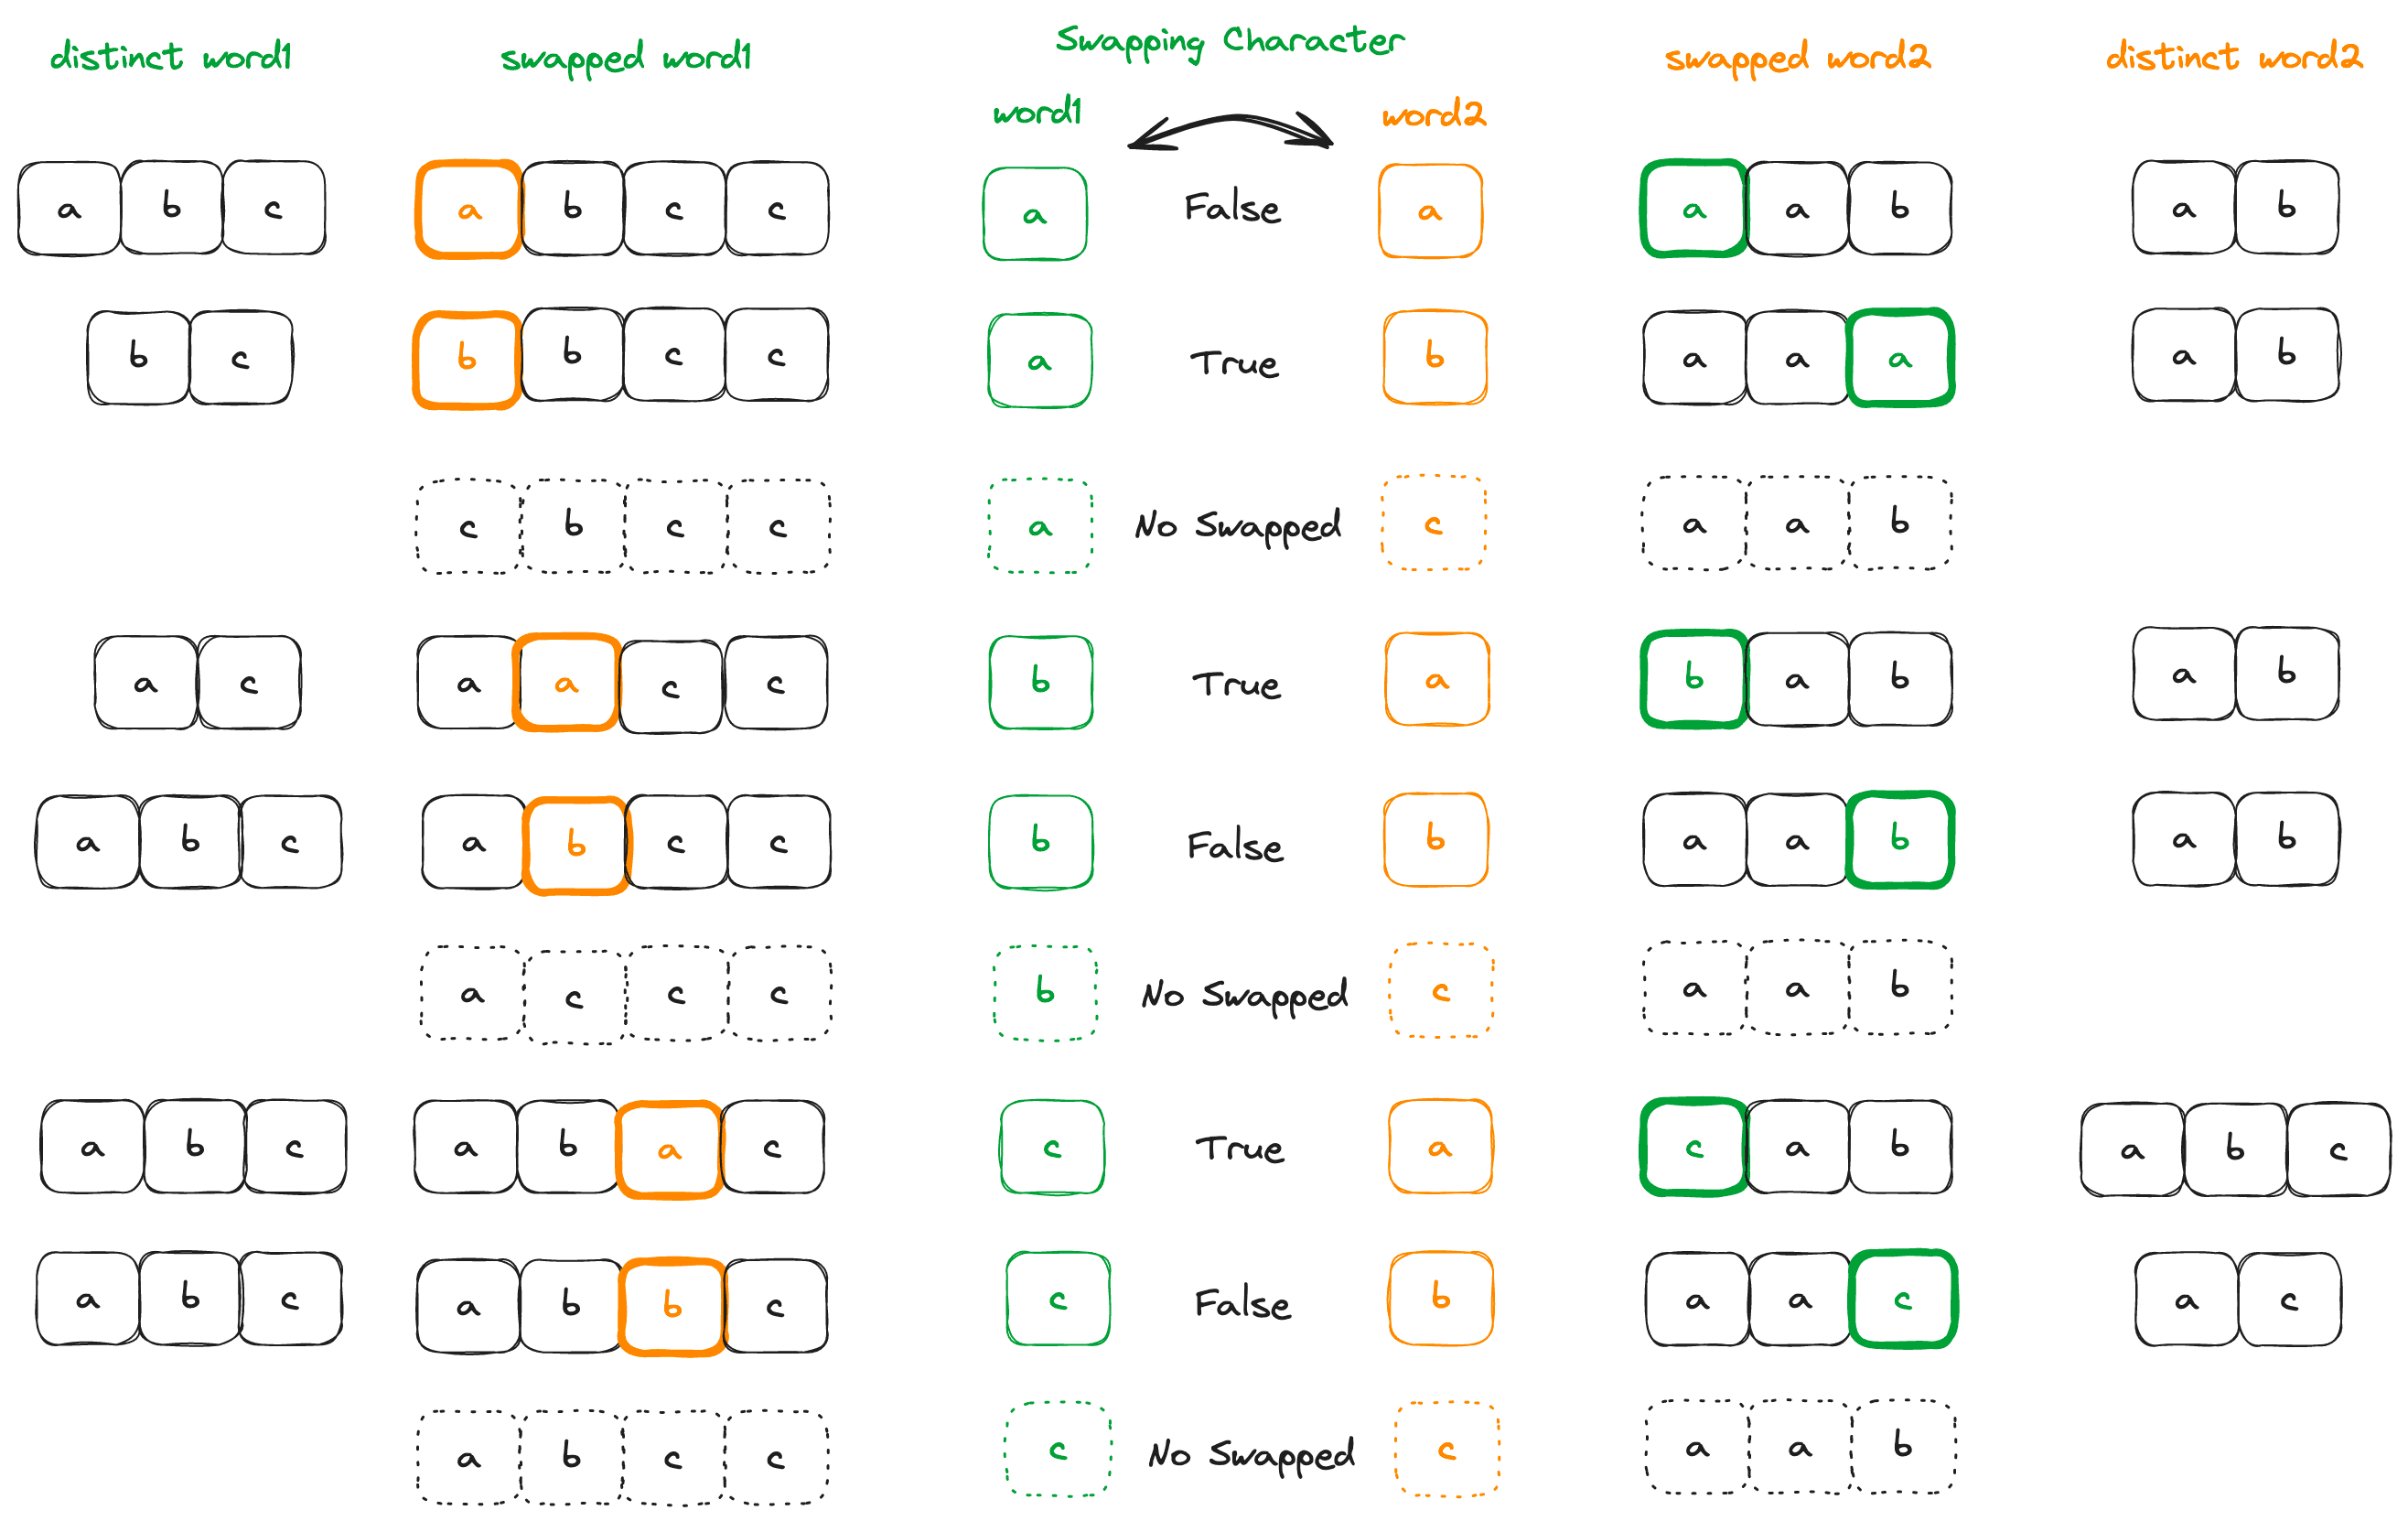 distinct word1 swapped word1 Swapping Character swapped word2 distinct word2
word1 word2
a b c a b c c a False a a a b a b
b c b b c c a True b a a a a b
c b c c a No Swapped c a a b
a c a a c c b True a b a b a b
a b c a b c c b False b a a b a b
a c c c b No Swapped c a a b
a b c a b a c c True a c a b a b c
a b c a b b c c False b a a c a c
a b c c c No Swapped c a a b